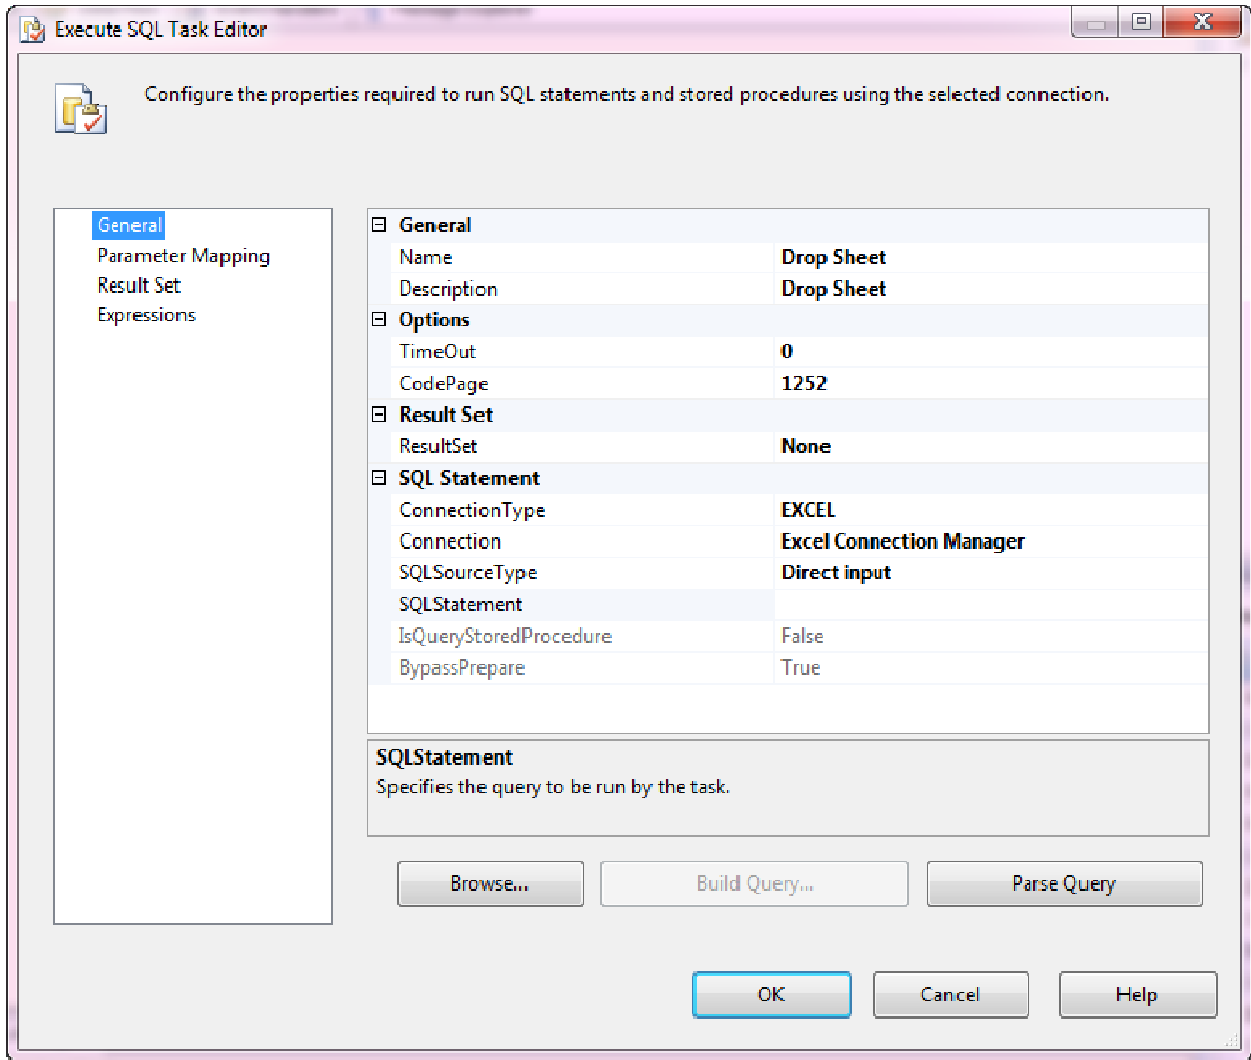 Execute SQL Task Editor
Configure the properties required to run SQL statements and stored procedures using the selected connection.
General
Parameter Mapping
Result Set
Expressions
General
Name Drop Sheet
Description Drop Sheet
Options
TimeOut 0
CodePage 1252
Result Set
ResultSet None
SQL Statement
ConnectionType EXCEL
Connection Excel Connection Manager
SQLSourceType Direct input
SQLStatement
IsQueryStoredProcedure False
BypassPrepare True
SQLStatement
Specifies the query to be run by the task.
Browse... Build Query... Parse Query
OK Cancel Help